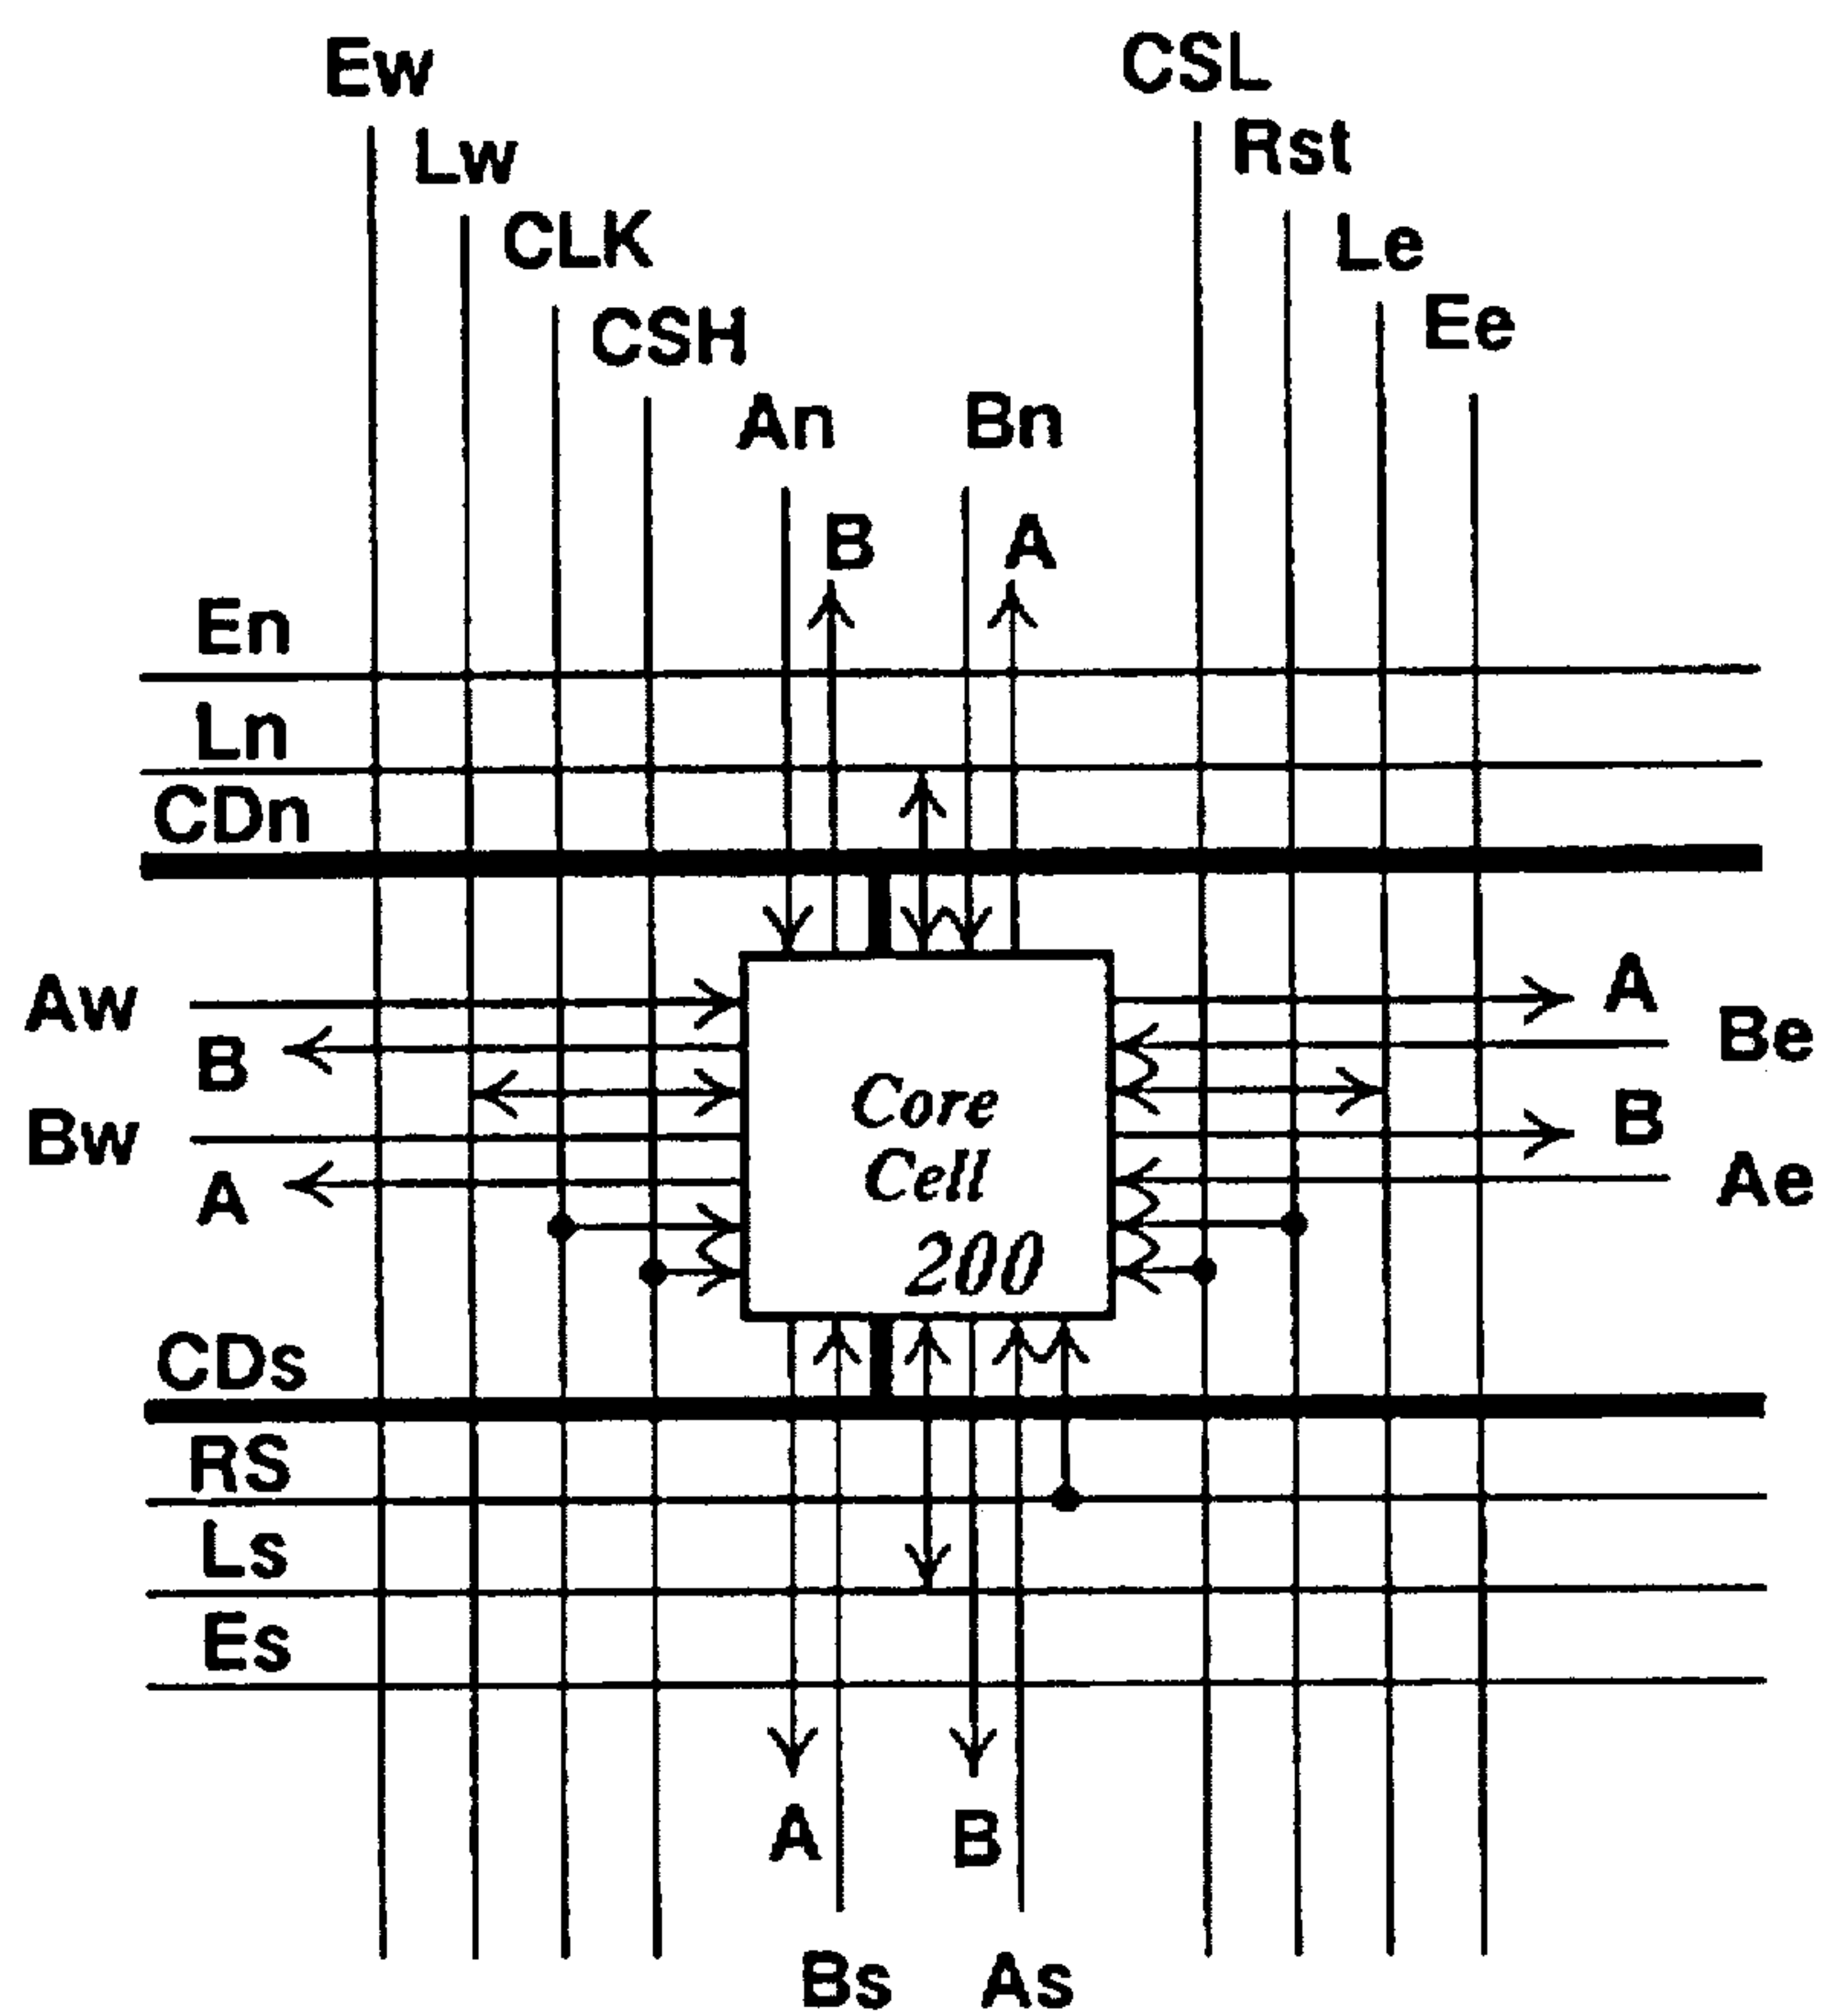 Ew
CSL
Lw
Rst
CLK
Le
CSH
Ee
An
Bn
B
A
En
Ln
CDn
Aw
A
B
Be
Core
Cell
200
Bw
B
A
Ae
CDs
RS
Ls
Es
A
B
Bs
As